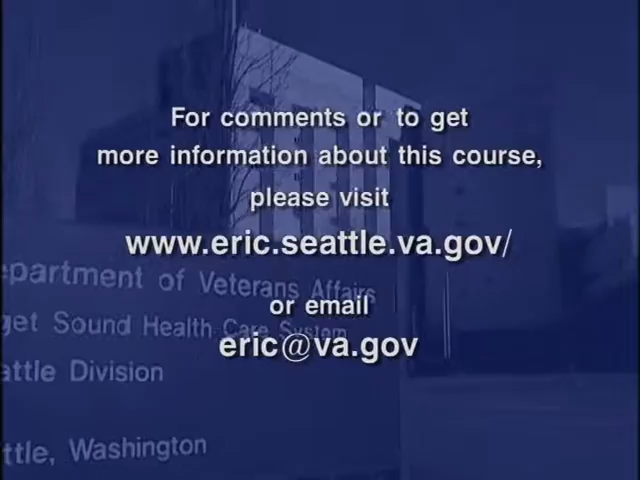 For comments or to get
more information about this course,
please visit
www.eric.seattle.va.gov/
or email
eric@va.gov
epartment of Veterans Affairs
get Sound Health Care System
attle Division
ttle, Washington